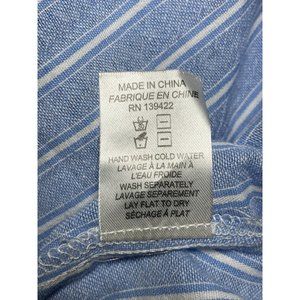 MADE IN CHINA
FABRIQUE EN CHINE
RN 139422
HAND WASH COLD WATER
LAVAGE À LA MAIN À
L'EAU FROIDE
WASH SEPARATELY
LAVAGE SEPAREMENT
LAY FLAT TO DRY
SÉCHAGE À PLAT